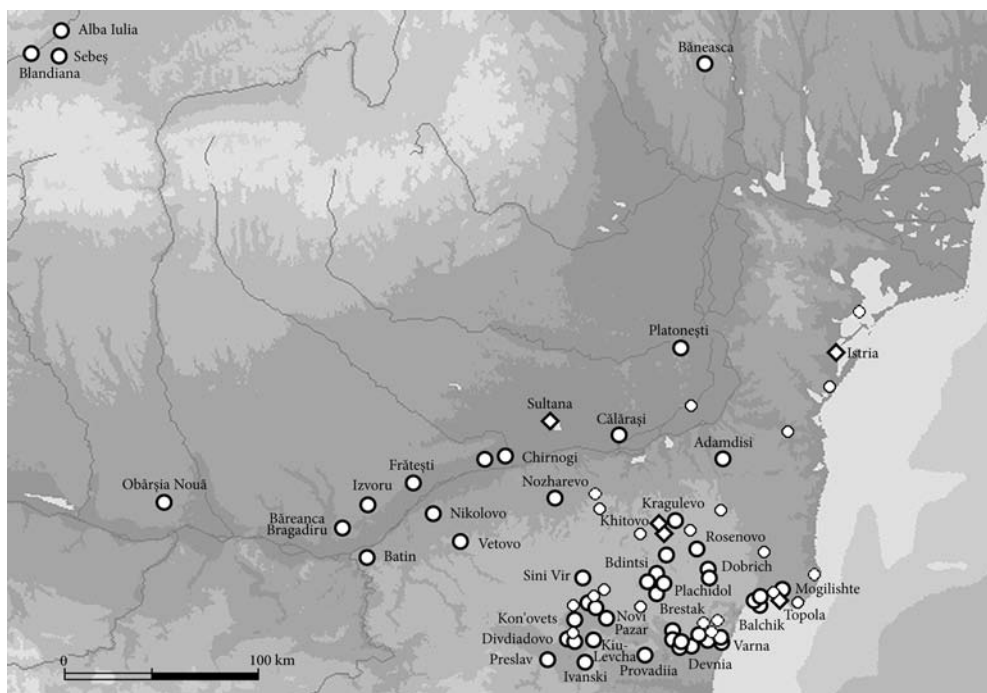 Alba Iulia
Sebeș
Blandiana
Băneasca
Platonești
Istria
Sultana
Călărași
Adamdisi
Chirnogi
Frătești
Obârșia Nouă
Izvoru
Nozharevo
Kragulevo
Băreanca
Bragadiru
Nikolovo
Khitovo
Rosenovo
Batin
Vetovo
Bdintsi
Dobrich
Sini Vir
Plachidol
Mogilishte
Brestak
Topola
Kon'ovets
Novi
Pazar
Balchik
Divdiadovo
Kiu-
Levcha
Varna
Preslav
Provadiia
Devnia
Ivanski
0
100 km